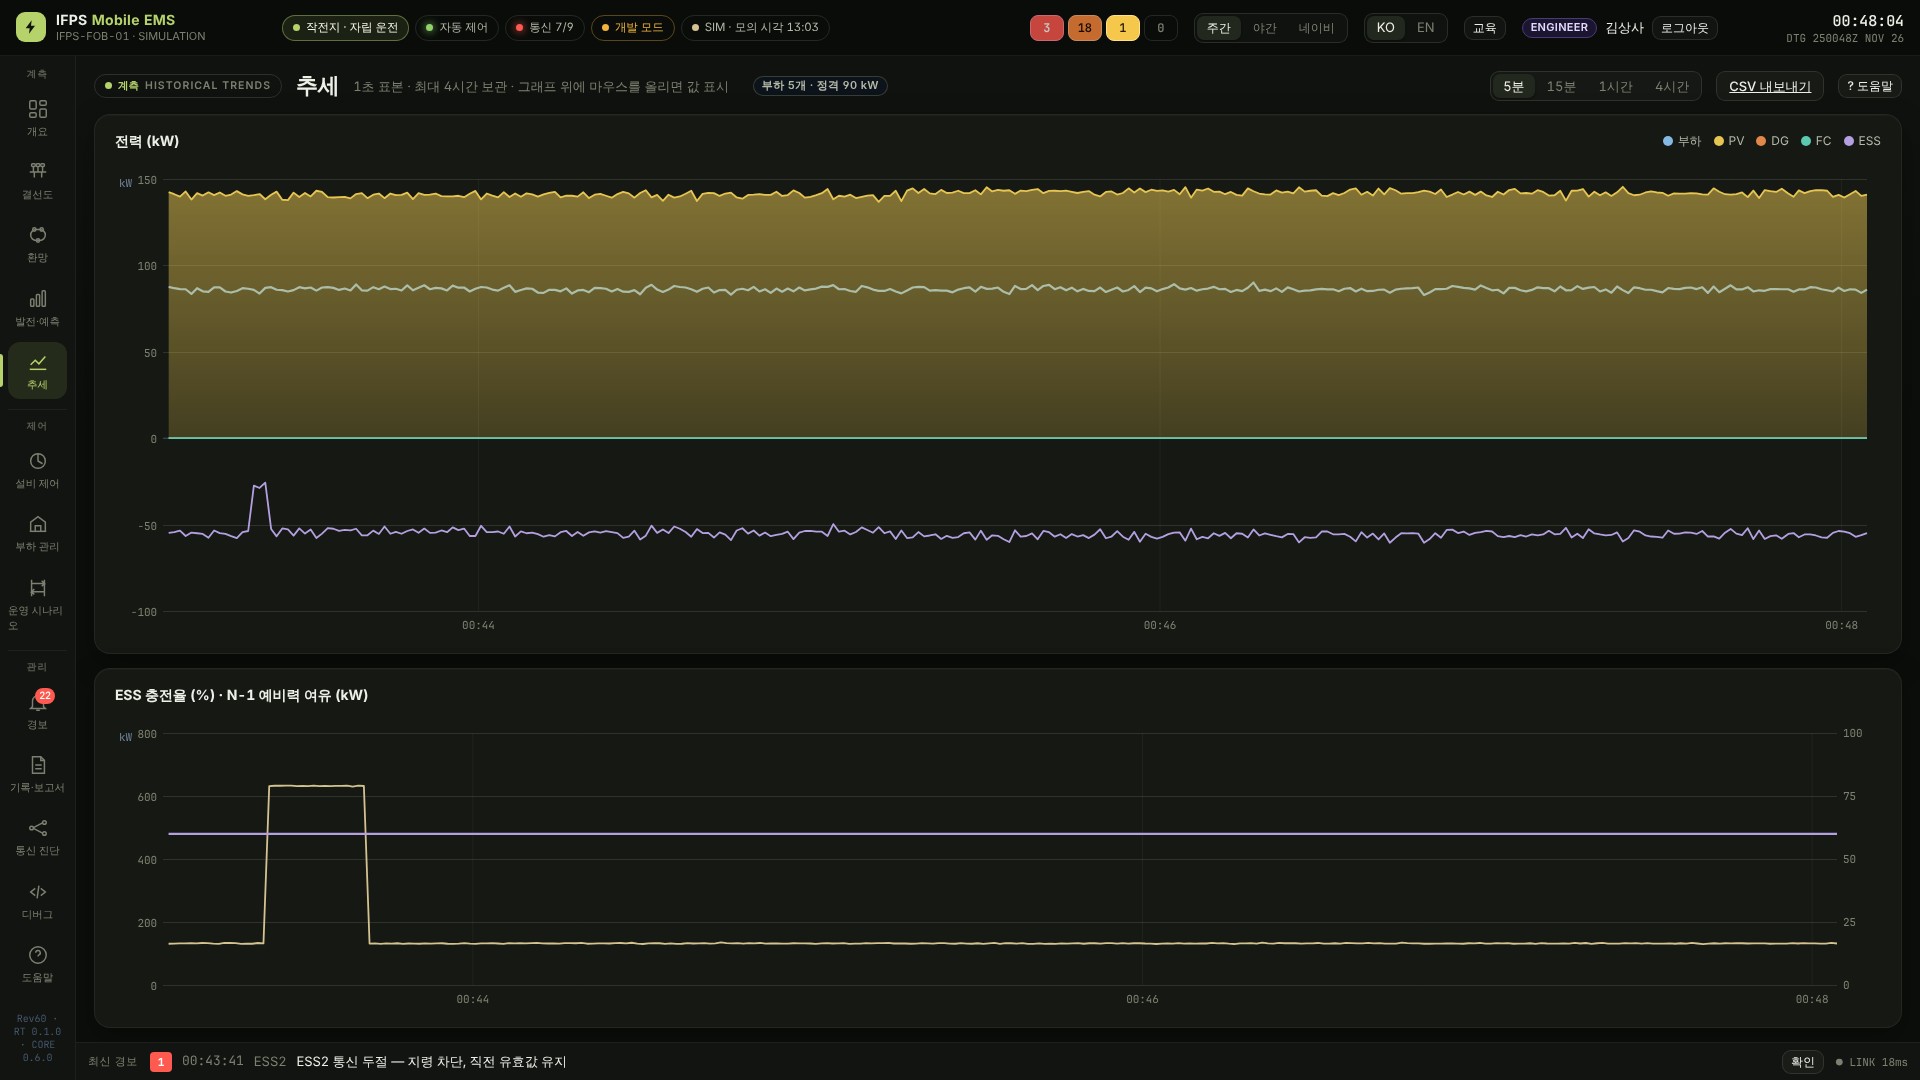 IFPS Mobile EMS
IFPS-FOB-01 · SIMULATION
작전지 · 자립 운전
자동 제어
통신 7/9
개발 모드
SIM · 모의 시각 13:03
3
18
1
0
주간 야간 네이비
KO EN
교육
ENGINEER 김상사 로그아웃
00:48:04
DTG 250048Z NOV 26
계측
개요
결선도
환망
발전·예측
추세
제어
설비 제어
부하 관리
운영 시나리오
관리
22
경보
기록·보고서
통신 진단
디버그
도움말
Rev60 ·
RT 0.1.0
· CORE
0.6.0
계측 HISTORICAL TRENDS
추세
1초 표본 · 최대 4시간 보관 · 그래프 위에 마우스를 올리면 값 표시
부하 5개 · 정격 90 kW
5분 15분 1시간 4시간
CSV 내보내기
? 도움말
전력 (kW)
부하 PV DG FC ESS
kW 150
100
50
0
-50
-100
00:44 00:46 00:48
ESS 충전율 (%) · N-1 예비력 여유 (kW)
kW 800 100
600 75
400 50
200 25
0 0
00:44 00:46 00:48
최신 경보 1 00:43:41 ESS2 ESS2 통신 두절 — 지령 차단, 직전 유효값 유지
확인
LINK 18ms